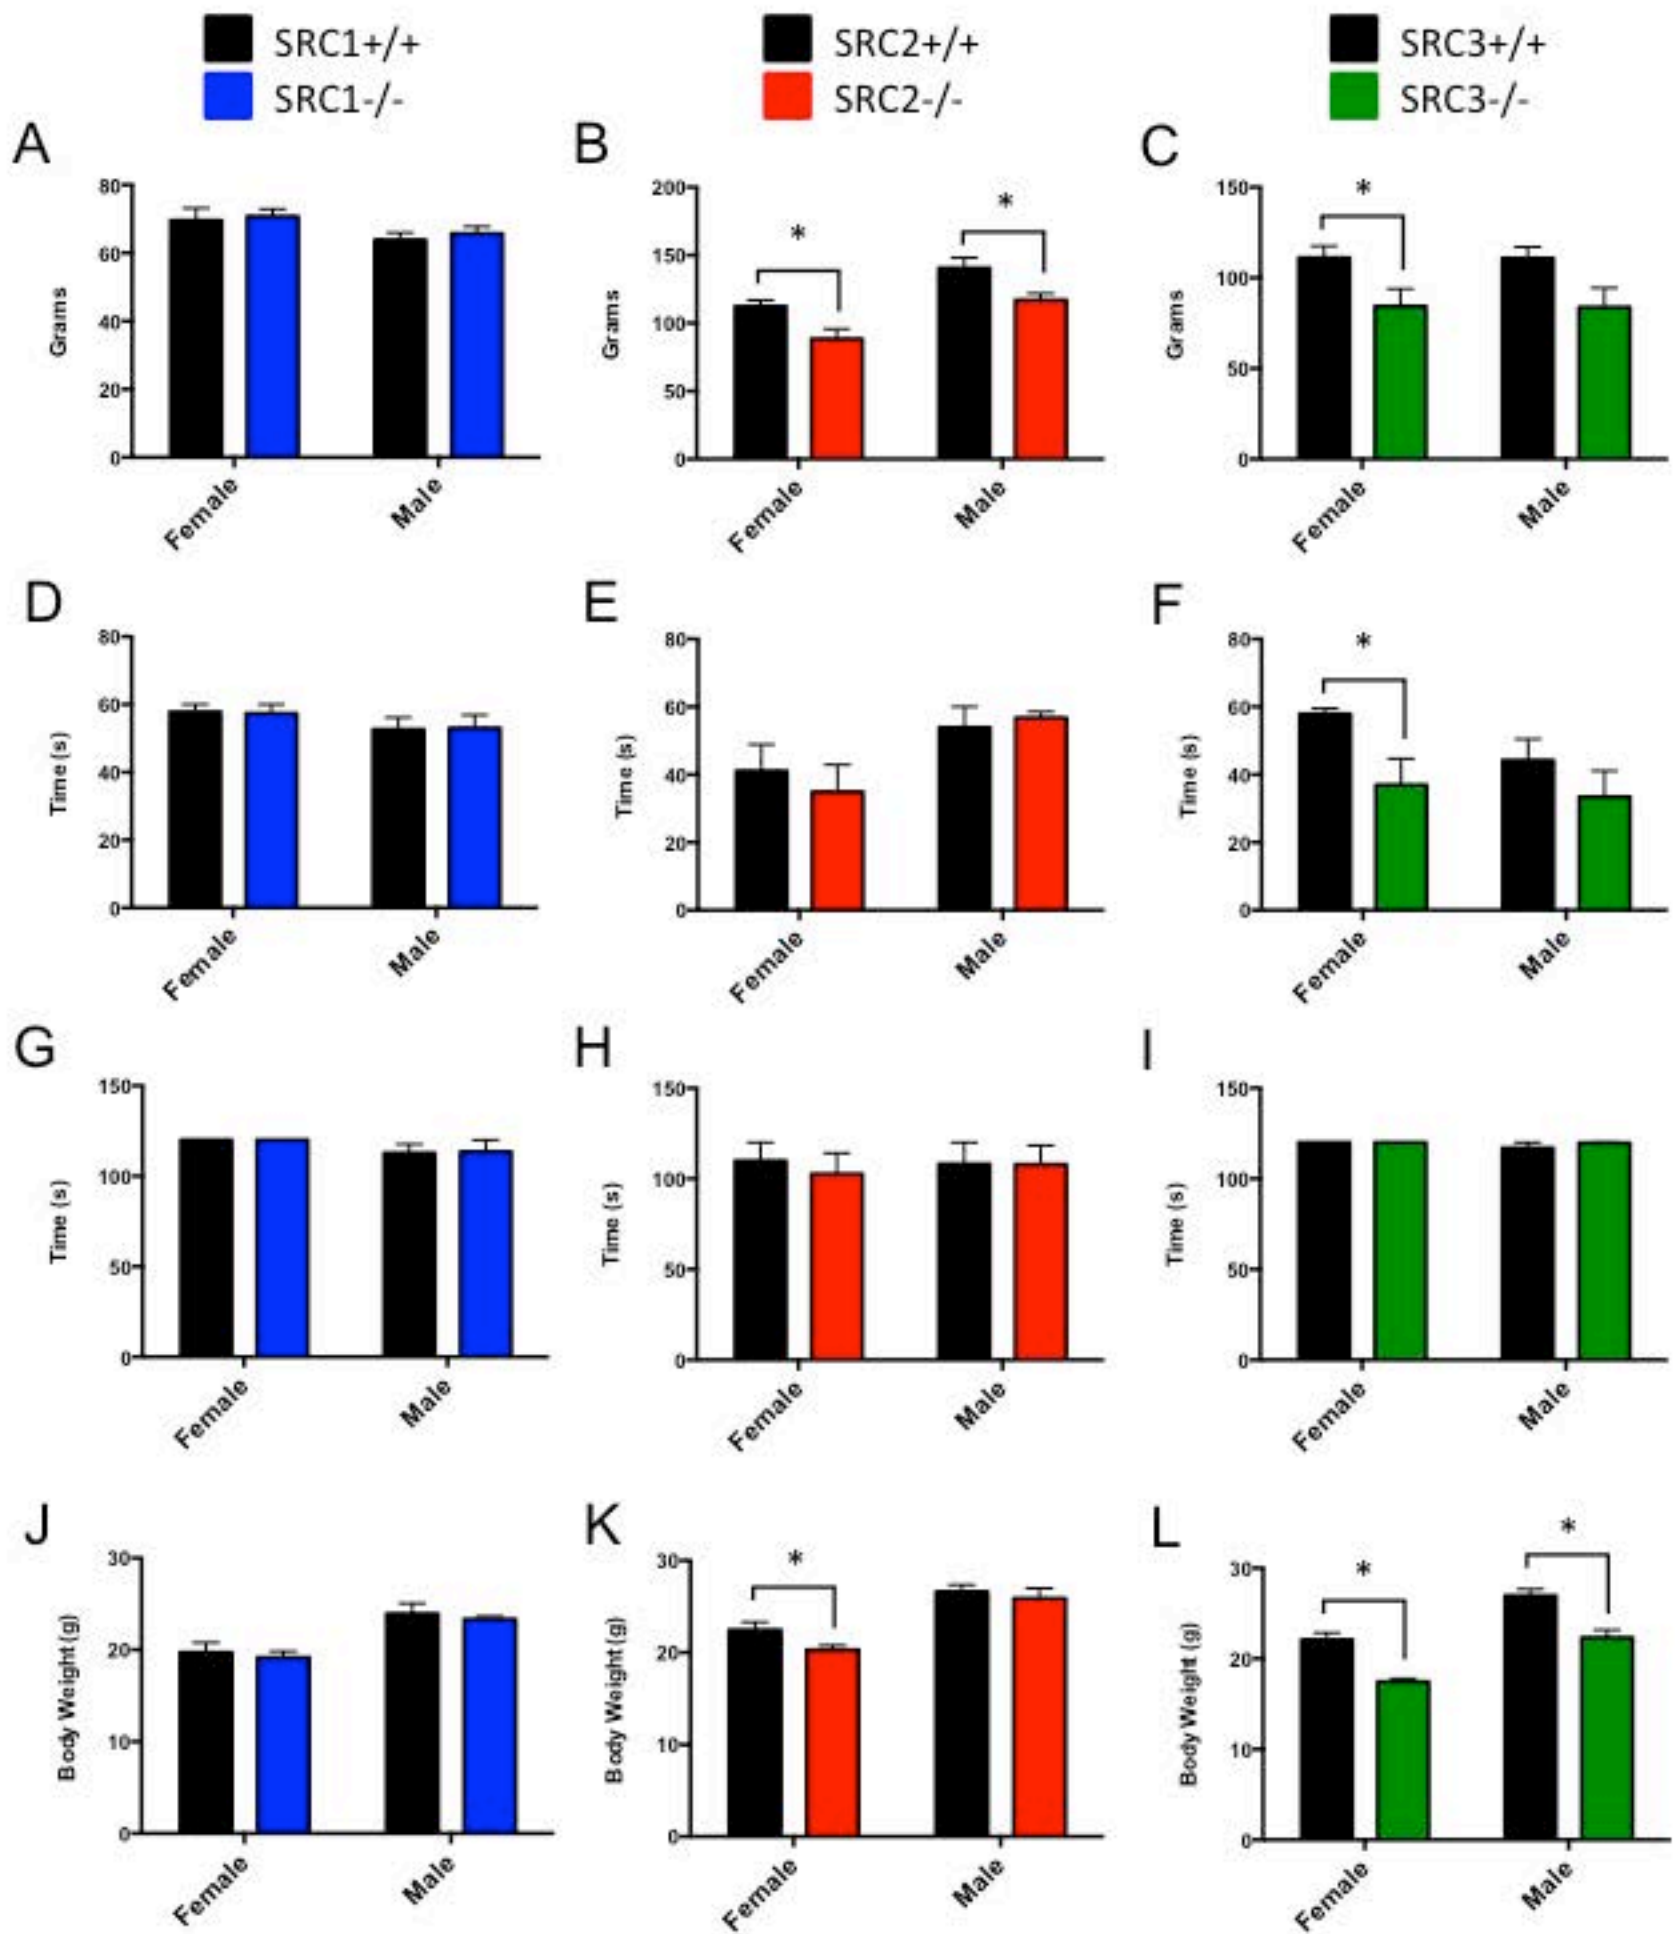 SRC1+/+
SRC1-/-
SRC2+/+
SRC2-/-
SRC3+/+
SRC3-/-
A
80
60
40
20
0
Grams
Female
Male
B
200
150
100
50
0
Grams
*
*
Female
Male
C
150
100
50
0
Grams
*
Female
Male
D
80
60
40
20
0
Time (s)
Female
Male
E
80
60
40
20
0
Time (s)
Female
Male
F
80
60
40
20
0
Time (s)
*
Female
Male
G
150
100
50
0
Time (s)
Female
Male
H
150
100
50
0
Time (s)
Female
Male
I
150
100
50
0
Time (s)
Female
Male
J
30
20
10
0
Body Weight (g)
Female
Male
K
30
20
10
0
Body Weight (g)
*
Female
Male
L
30
20
10
0
Body Weight (g)
*
*
Female
Male